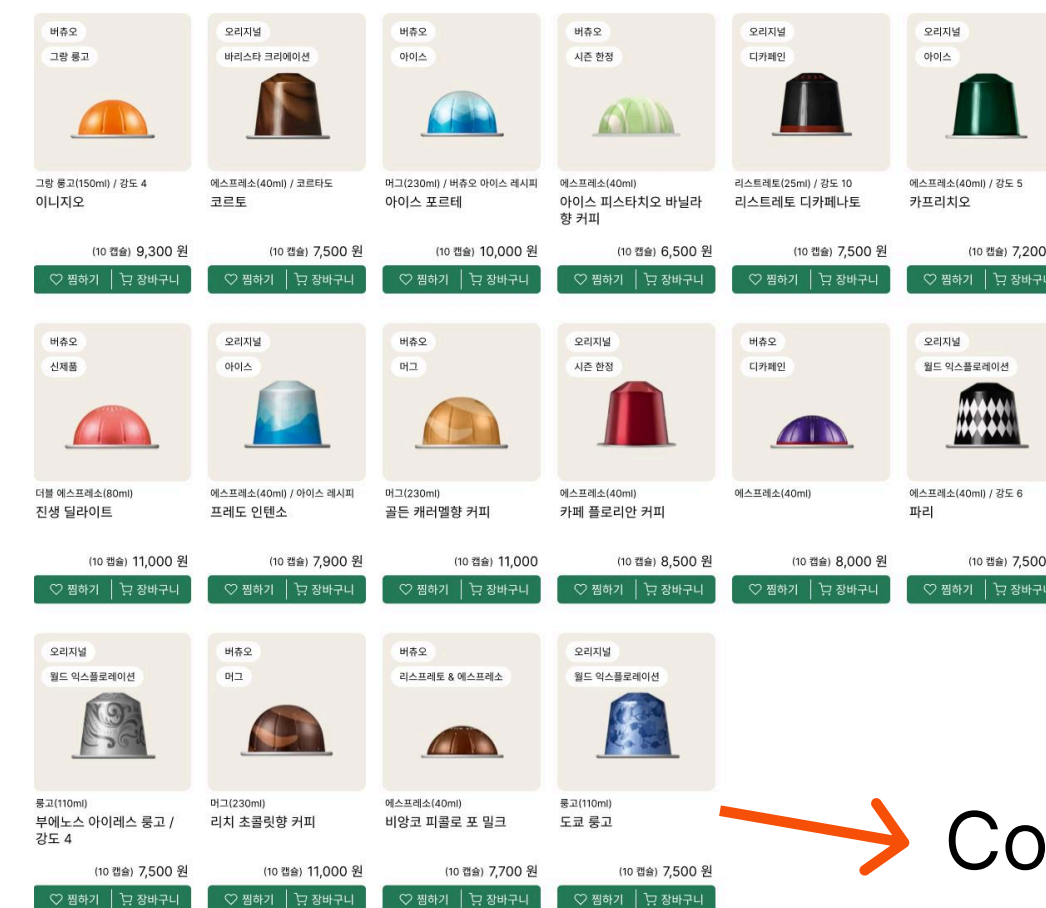 버츄오
그랑 룽고
그랑 룽고(150ml) / 강도 4
이니지오
(10 캡슐) 9,300 원
찜하기
장바구니
오리지널
바리스타 크리에이션
에스프레소(40ml) / 코르타도
코르토
(10 캡슐) 7,500 원
찜하기
장바구니
버츄오
아이스
머그(230ml) / 버츄오 아이스 레시피
아이스 포르테
(10 캡슐) 10,000 원
찜하기
장바구니
버츄오
시즌 한정
에스프레소(40ml)
아이스 피스타치오 바닐라
향 커피
(10 캡슐) 6,500 원
찜하기
장바구니
오리지널
디카페인
리스트레토(25ml) / 강도 10
리스트레토 디카페나토
(10 캡슐) 7,500 원
찜하기
장바구니
오리지널
아이스
에스프레소(40ml) / 강도 5
카프리치오
(10 캡슐) 7,200
찜하기
장바구니
버츄오
신제품
더블 에스프레소(80ml)
진생 딜라이트
(10 캡슐) 11,000 원
찜하기
장바구니
오리지널
아이스
에스프레소(40ml) / 아이스 레시피
프레도 인텐소
(10 캡슐) 7,900 원
찜하기
장바구니
버츄오
머그
머그(230ml)
골든 캐러멜향 커피
(10 캡슐) 11,000
찜하기
장바구니
오리지널
시즌 한정
에스프레소(40ml)
카페 플로리안 커피
(10 캡슐) 8,500 원
찜하기
장바구니
버츄오
디카페인
에스프레소(40ml)
(10 캡슐) 8,000 원
찜하기
장바구니
오리지널
월드 익스플로레이션
에스프레소(40ml) / 강도 6
파리
(10 캡슐) 7,500
찜하기
장바구니
오리지널
월드 익스플로레이션
룽고(110ml)
부에노스 아이레스 룽고 /
강도 4
(10 캡슐) 7,500 원
찜하기
장바구니
버츄오
머그
머그(230ml)
리치 초콜릿향 커피
(10 캡슐) 11,000 원
찜하기
장바구니
버츄오
리스프레토 & 에스프레소
에스프레소(40ml)
비앙코 피콜로 포 밀크
(10 캡슐) 7,700 원
찜하기
장바구니
오리지널
월드 익스플로레이션
룽고(110ml)
도쿄 룽고
(10 캡슐) 7,500 원
찜하기
장바구니
Co